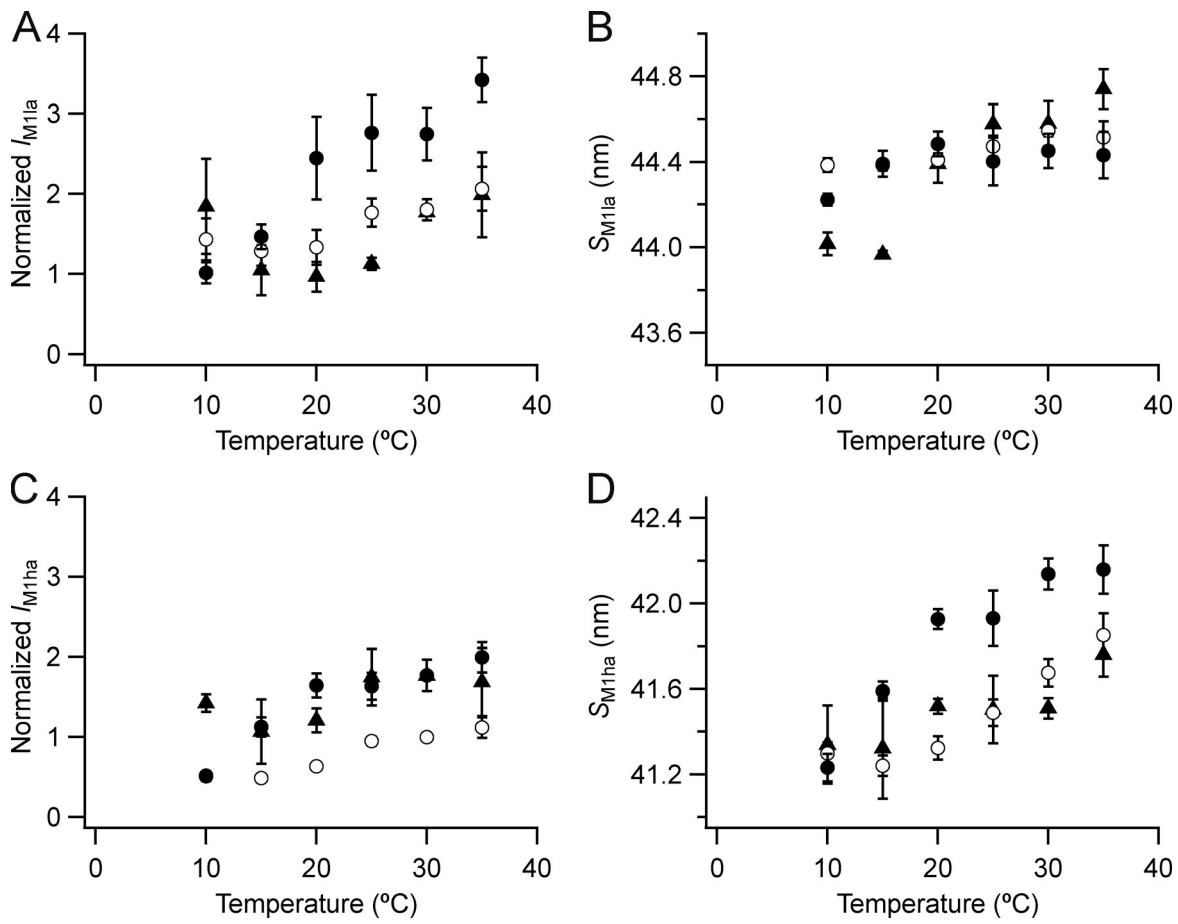 A
4
3
2
1
0
Normalized I_M1la
0 10 20 30 40
Temperature (ºC)
B
44.8
44.4
44.0
43.6
S_M1la (nm)
0 10 20 30 40
Temperature (ºC)
C
4
3
2
1
0
Normalized I_M1ha
0 10 20 30 40
Temperature (ºC)
D
42.4
42.0
41.6
41.2
S_M1ha (nm)
0 10 20 30 40
Temperature (ºC)